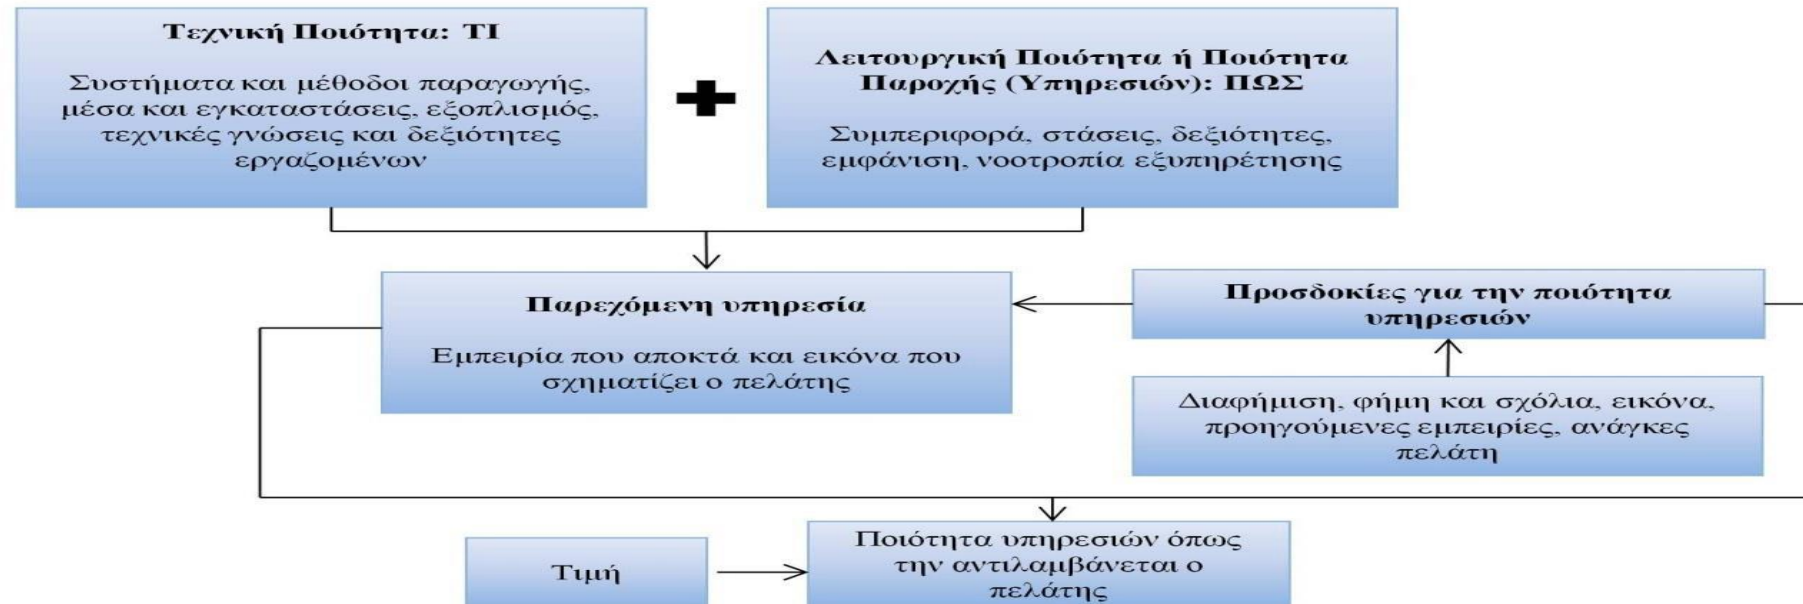 Τεχνική Ποιότητα: ΤΙ
Συστήματα και μέθοδοι παραγωγής,
μέσα και εγκαταστάσεις, εξοπλισμός,
τεχνικές γνώσεις και δεξιότητες
εργαζομένων
Λειτουργική Ποιότητα ή Ποιότητα
Παροχής (Υπηρεσιών): ΠΩΣ
Συμπεριφορά, στάσεις, δεξιότητες,
εμφάνιση, νοοτροπία εξυπηρέτησης
Παρεχόμενη υπηρεσία
Εμπειρία που αποκτά και εικόνα που
σχηματίζει ο πελάτης
Προσδοκίες για την ποιότητα
υπηρεσιών
Διαφήμιση, φήμη και σχόλια, εικόνα,
προηγούμενες εμπειρίες, ανάγκες
πελάτη
Τιμή
Ποιότητα υπηρεσιών όπως
την αντιλαμβάνεται ο
πελάτης